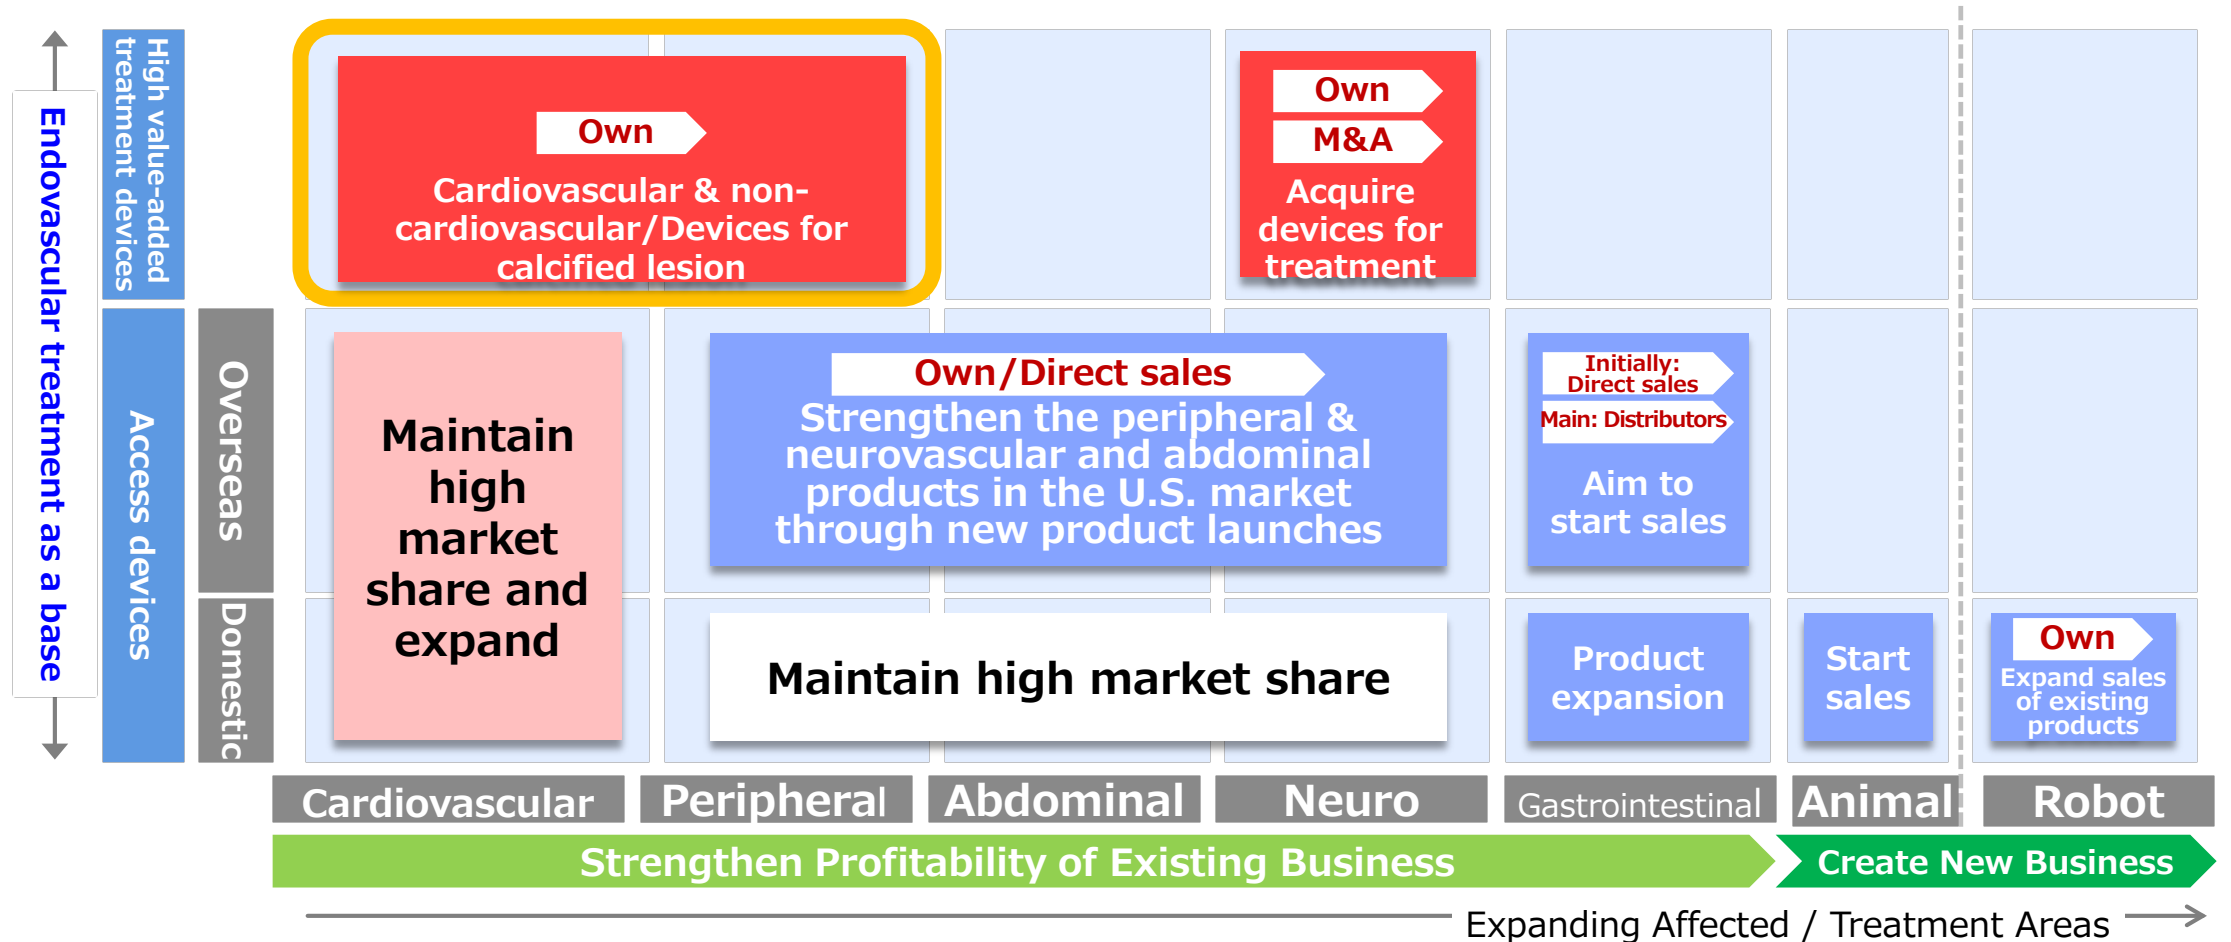 Endovascular treatment as a base
High value-added
treatment devices
Access devices
Overseas
Domestic
Own
Cardiovascular & non-
cardiovascular/Devices for
calcified lesion
Own
M&A
Acquire
devices for
treatment
Maintain
high
market
share and
expand
Own/Direct sales
Strengthen the peripheral &
neurovascular and abdominal
products in the U.S. market
through new product launches
Initially:
Direct sales
Main: Distributors
Aim to
start sales
Maintain high market share
Product
expansion
Start
sales
Own
Expand sales
of existing
products
Cardiovascular
Peripheral
Abdominal
Neuro
Gastrointestinal
Animal
Robot
Strengthen Profitability of Existing Business
Create New Business
Expanding Affected / Treatment Areas